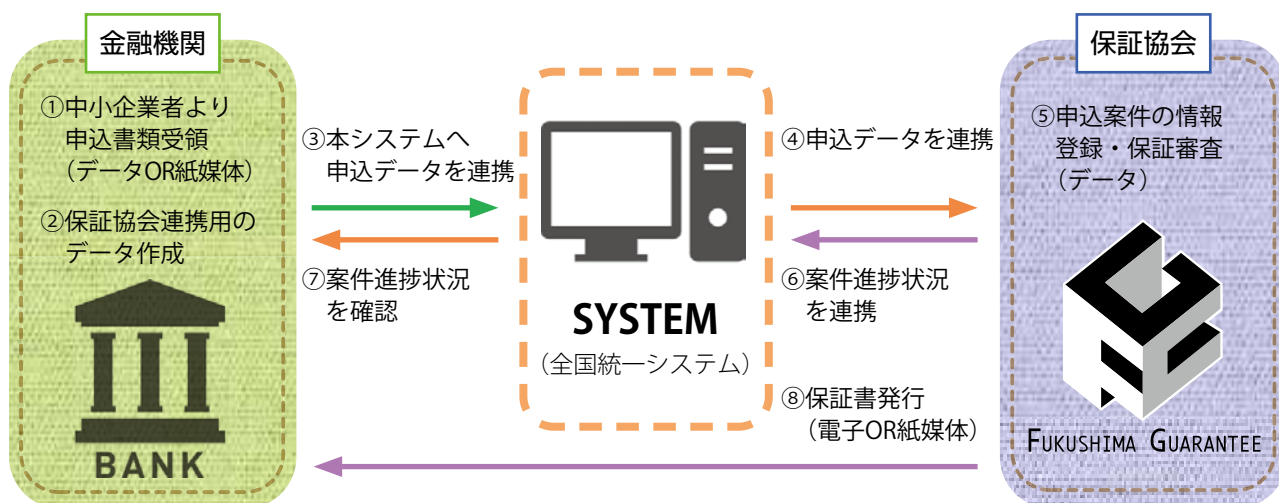 金融機関
①中小企業者より
申込書類受領
（データOR紙媒体）
②保証協会連携用の
データ作成
BANK
③本システムへ
申込データを連携
⑦案件進捗状況
を確認
SYSTEM
（全国統一システム）
④申込データを連携
⑥案件進捗状況
を連携
⑧保証書発行
（電子OR紙媒体）
保証協会
⑤申込案件の情報
登録・保証審査
（データ）
FUKUSHIMA GUARANTEE